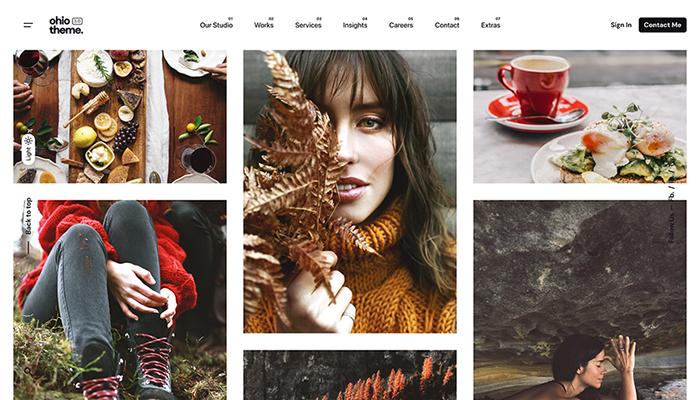 ohio 3.0
theme.
01 02 03 04 05 06 07
Our Studio Works Services Insights Careers Contact Extras
Sign In Contact Me
Light
Back to top
Follow Us
Fb. /